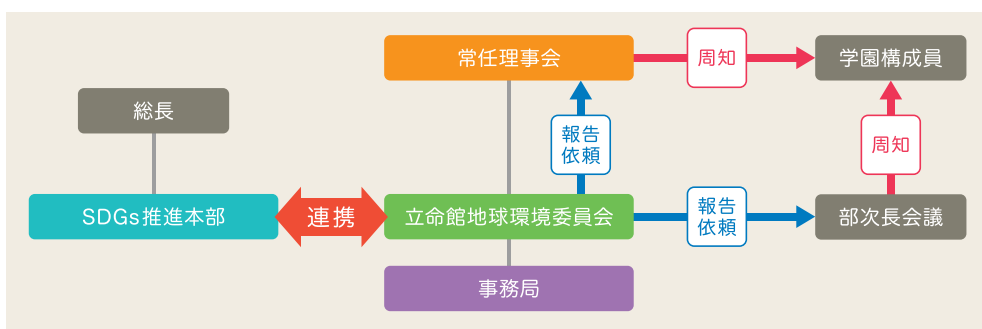 常任理事会
周知
学園構成員
総長
報告
依頼
周知
SDGs推進本部
連携
立命館地球環境委員会
報告
依頼
部次長会議
事務局